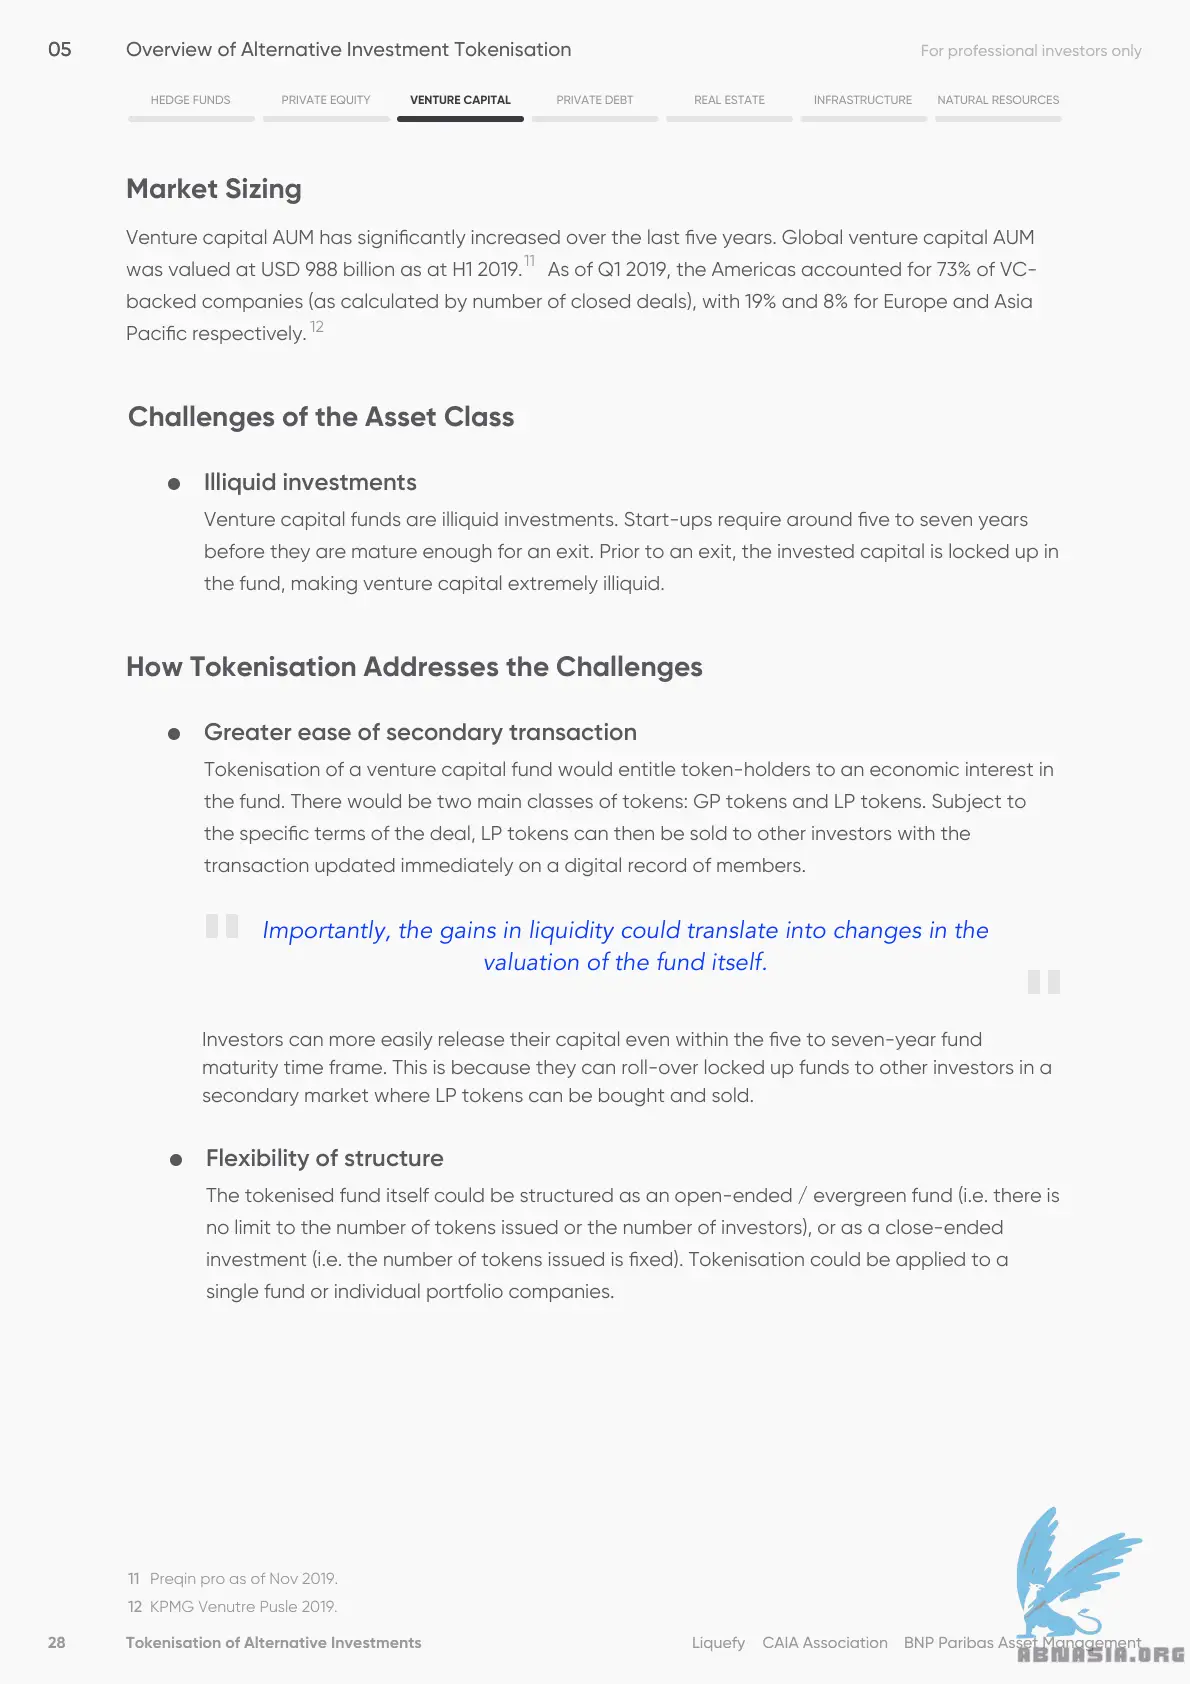 05 Overview of Alternative Investment Tokenisation For professional investors only
HEDGE FUNDS PRIVATE EQUITY VENTURE CAPITAL PRIVATE DEBT REAL ESTATE INFRASTRUCTURE NATURAL RESOURCES
Market Sizing
Venture capital AUM has significantly increased over the last five years. Global venture capital AUM
was valued at USD 988 billion as at H1 2019.11 As of Q1 2019, the Americas accounted for 73% of VC-
backed companies (as calculated by number of closed deals), with 19% and 8% for Europe and Asia
Pacific respectively. 12
Challenges of the Asset Class
● Illiquid investments
Venture capital funds are illiquid investments. Start-ups require around five to seven years
before they are mature enough for an exit. Prior to an exit, the invested capital is locked up in
the fund, making venture capital extremely illiquid.
How Tokenisation Addresses the Challenges
● Greater ease of secondary transaction
Tokenisation of a venture capital fund would entitle token-holders to an economic interest in
the fund. There would be two main classes of tokens: GP tokens and LP tokens. Subject to
the specific terms of the deal, LP tokens can then be sold to other investors with the
transaction updated immediately on a digital record of members.
" Importantly, the gains in liquidity could translate into changes in the
valuation of the fund itself. "
Investors can more easily release their capital even within the five to seven-year fund
maturity time frame. This is because they can roll-over locked up funds to other investors in a
secondary market where LP tokens can be bought and sold.
● Flexibility of structure
The tokenised fund itself could be structured as an open-ended / evergreen fund (i.e. there is
no limit to the number of tokens issued or the number of investors), or as a close-ended
investment (i.e. the number of tokens issued is fixed). Tokenisation could be applied to a
single fund or individual portfolio companies.
11 Preqin pro as of Nov 2019.
12 KPMG Venutre Pusle 2019.
28 Tokenisation of Alternative Investments Liquefy CAIA Association BNP Paribas Asset Management
ABNASIA.ORG